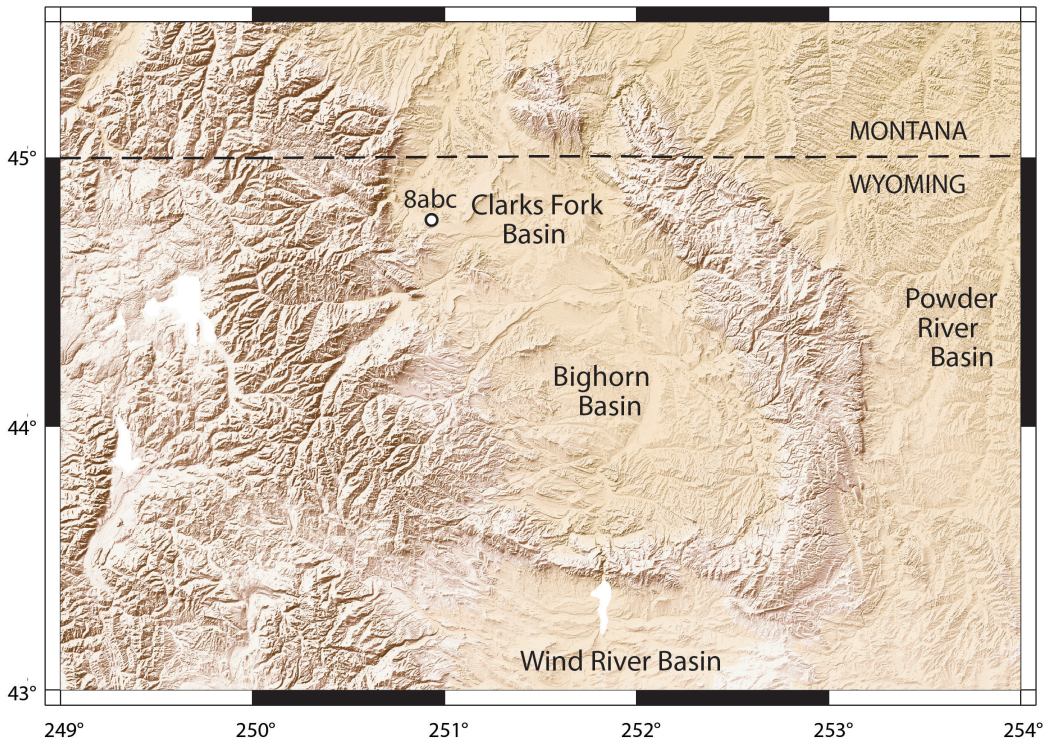 45°
MONTANA
WYOMING
8abc
Clarks Fork
Basin
Powder
River
Basin
Bighorn
Basin
44°
Wind River Basin
43°
249°
250°
251°
252°
253°
254°